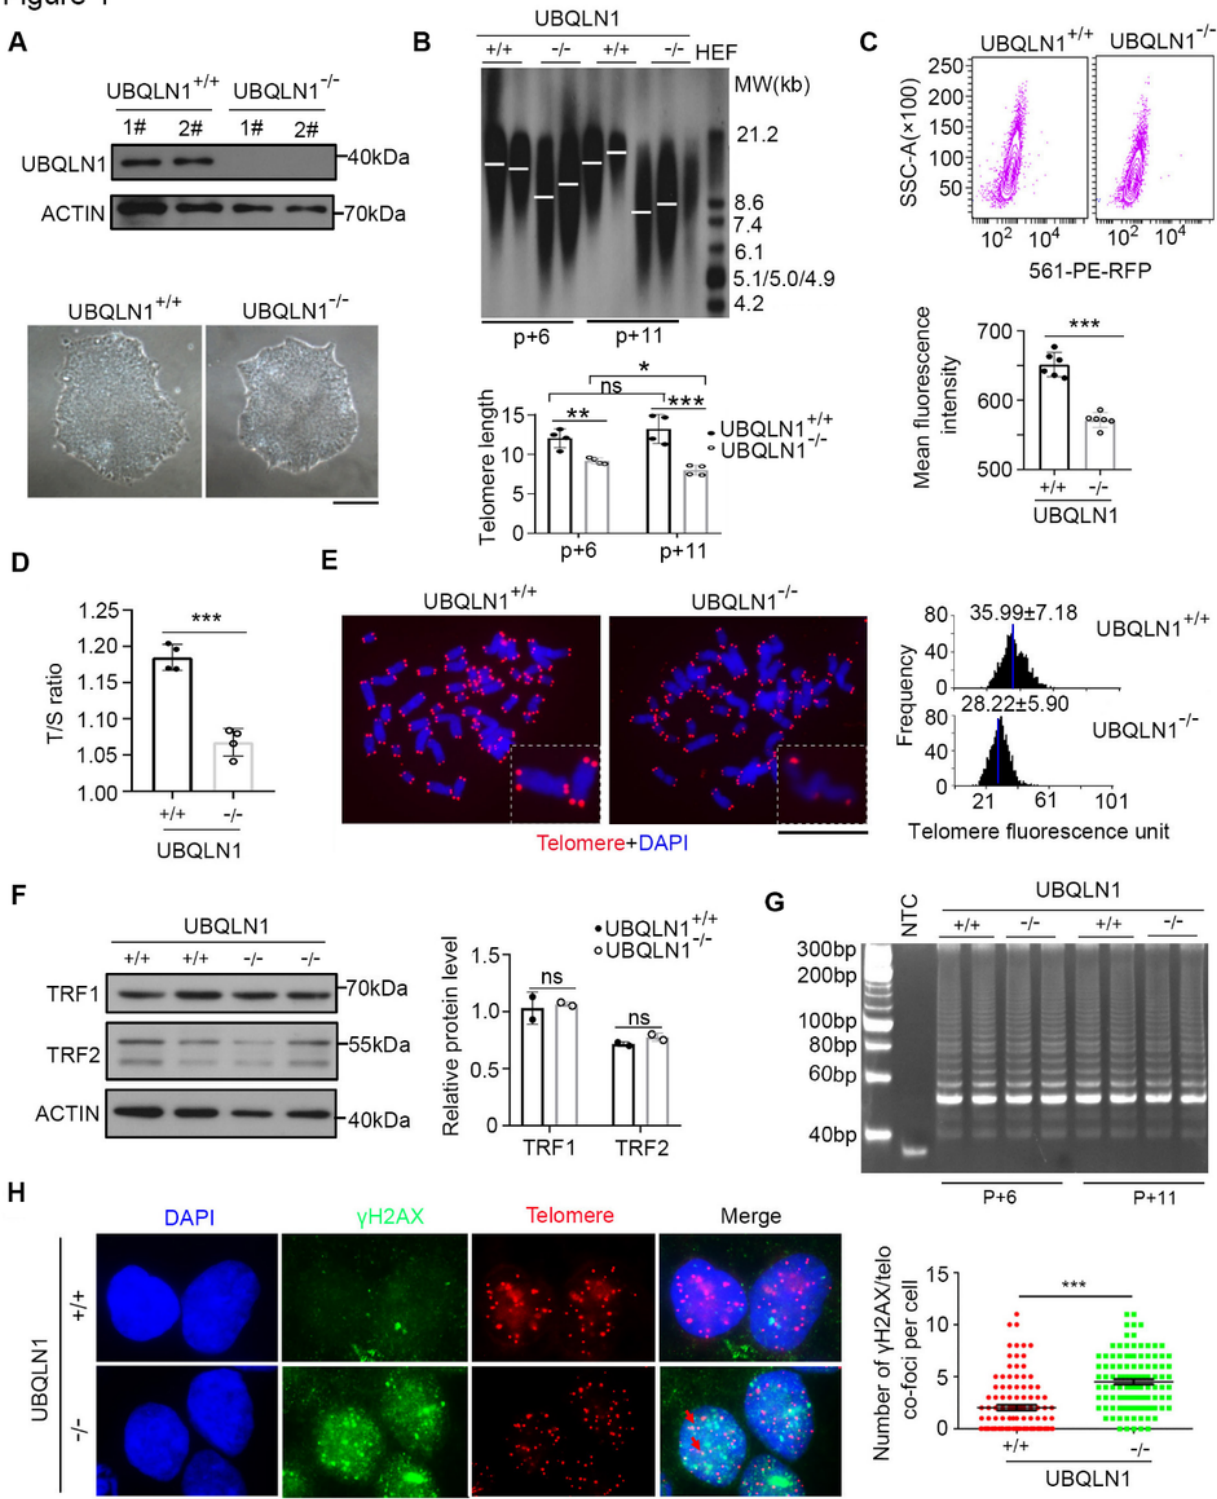 A
UBQLN1+/+ UBQLN1-/-
1# 2# 1# 2#
UBQLN1
40kDa
ACTIN
70kDa
UBQLN1+/+ UBQLN1-/-
B
UBQLN1
+/+ -/- +/+ -/- HEF
MW(kb)
21.2
8.6
7.4
6.1
5.1/5.0/4.9
4.2
p+6 p+11
Telomere length
15
10
5
0
** ns * ***
UBQLN1+/+
UBQLN1-/-
p+6 p+11
C
UBQLN1+/+ UBQLN1-/-
SSC-A(×100)
250
200
150
100
50
10² 10⁴ 10² 10⁴
561-PE-RFP
Mean fluorescence
intensity
700
600
500
***
+/+ -/-
UBQLN1
D
T/S ratio
1.25
1.20
1.15
1.10
1.05
1.00
***
+/+ -/-
UBQLN1
E
UBQLN1+/+ UBQLN1-/-
Telomere+DAPI
Frequency
80
40
0
35.99±7.18
UBQLN1+/+
80
40
0
28.22±5.90
UBQLN1-/-
21 61 101
Telomere fluorescence unit
F
UBQLN1
+/+ +/+ -/- -/-
TRF1
70kDa
TRF2
55kDa
ACTIN
40kDa
Relative protein level
1.5
1.0
0.5
0
ns
ns
UBQLN1+/+
UBQLN1-/-
TRF1 TRF2
G
UBQLN1
NTC
+/+ -/- +/+ -/-
300bp
200bp
100bp
80bp
60bp
40bp
P+6 P+11
H
DAPI γH2AX Telomere Merge
UBQLN1
+/+
-/-
Number of γH2AX/telo
co-foci per cell
15
10
5
0
***
+/+ -/-
UBQLN1